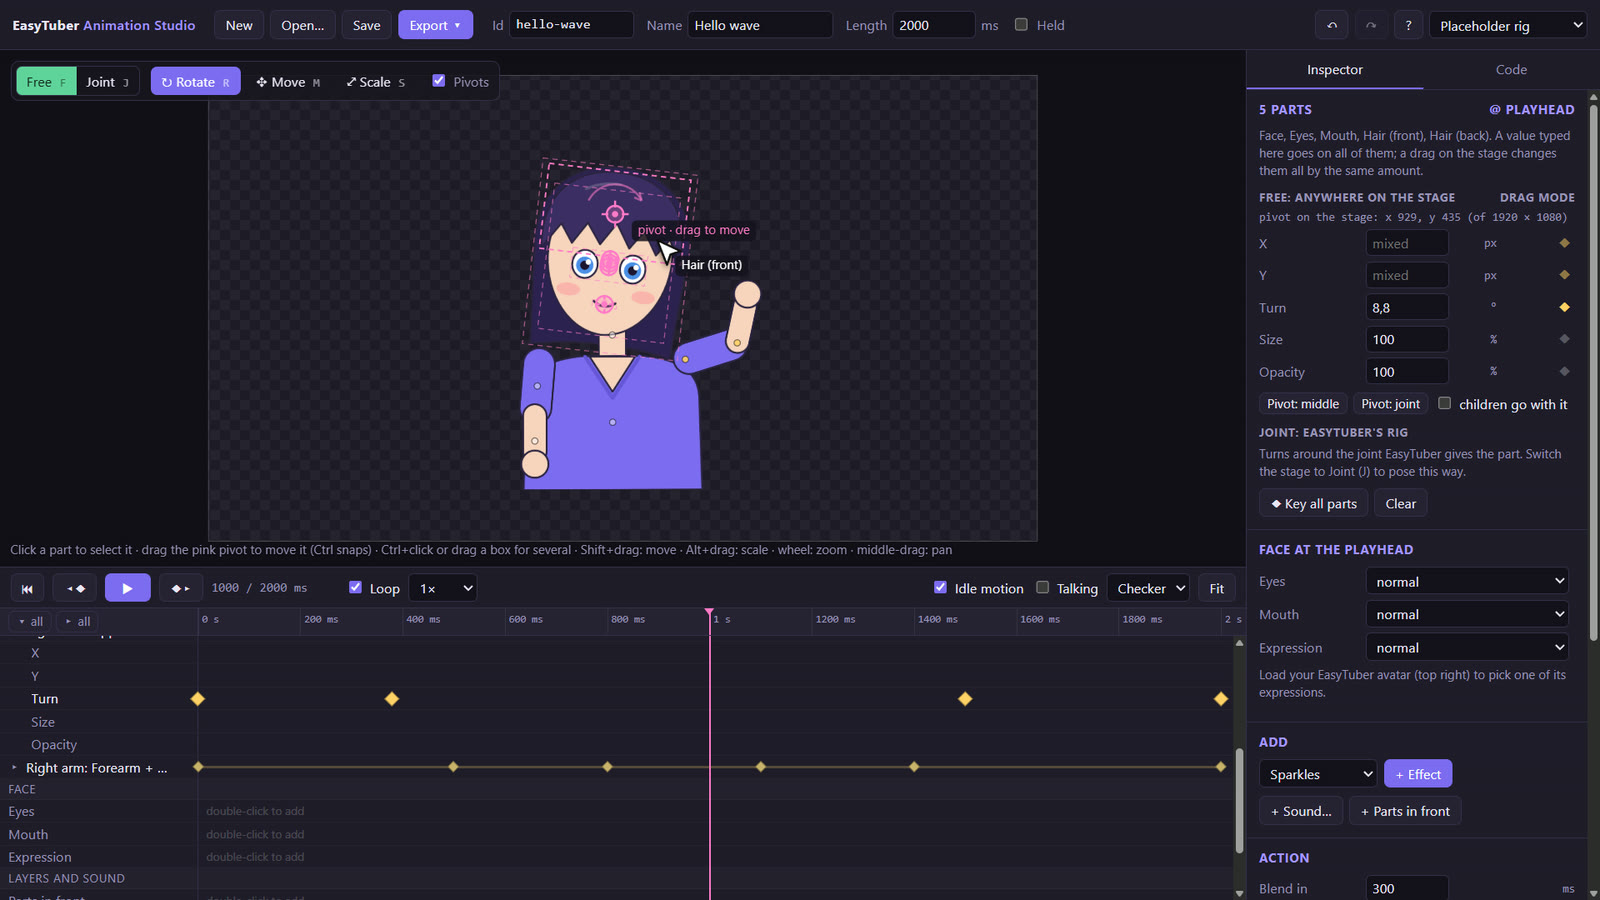 EasyTuber Animation Studio New Open... Save Export ▾ Id hello-wave Name Hello wave Length 2000 ms Held ? Placeholder rig
Free F Joint J Rotate R Move M Scale S Pivots
pivot · drag to move
Hair (front)
Click a part to select it · drag the pink pivot to move it (Ctrl snaps) · Ctrl+click or drag a box for several · Shift+drag: move · Alt+drag: scale · wheel: zoom · middle-drag: pan
1000 / 2000 ms Loop 1× Idle motion Talking Checker Fit
▾ all ▸ all 0 s 200 ms 400 ms 600 ms 800 ms 1 s 1200 ms 1400 ms 1600 ms 1800 ms 2 s
X
Y
Turn
Size
Opacity
Right arm: Forearm + ...
FACE
Eyes double-click to add
Mouth double-click to add
Expression double-click to add
LAYERS AND SOUND
Inspector Code
5 PARTS @ PLAYHEAD
Face, Eyes, Mouth, Hair (front), Hair (back). A value typed
here goes on all of them; a drag on the stage changes
them all by the same amount.
FREE: ANYWHERE ON THE STAGE DRAG MODE
pivot on the stage: x 929, y 435 (of 1920 × 1080)
X mixed px
Y mixed px
Turn 8,8 °
Size 100 %
Opacity 100 %
Pivot: middle Pivot: joint children go with it
JOINT: EASYTUBER'S RIG
Turns around the joint EasyTuber gives the part. Switch
the stage to Joint (J) to pose this way.
◆ Key all parts Clear
FACE AT THE PLAYHEAD
Eyes normal
Mouth normal
Expression normal
Load your EasyTuber avatar (top right) to pick one of its
expressions.
ADD
Sparkles + Effect
+ Sound... + Parts in front
ACTION
Blend in 300 ms